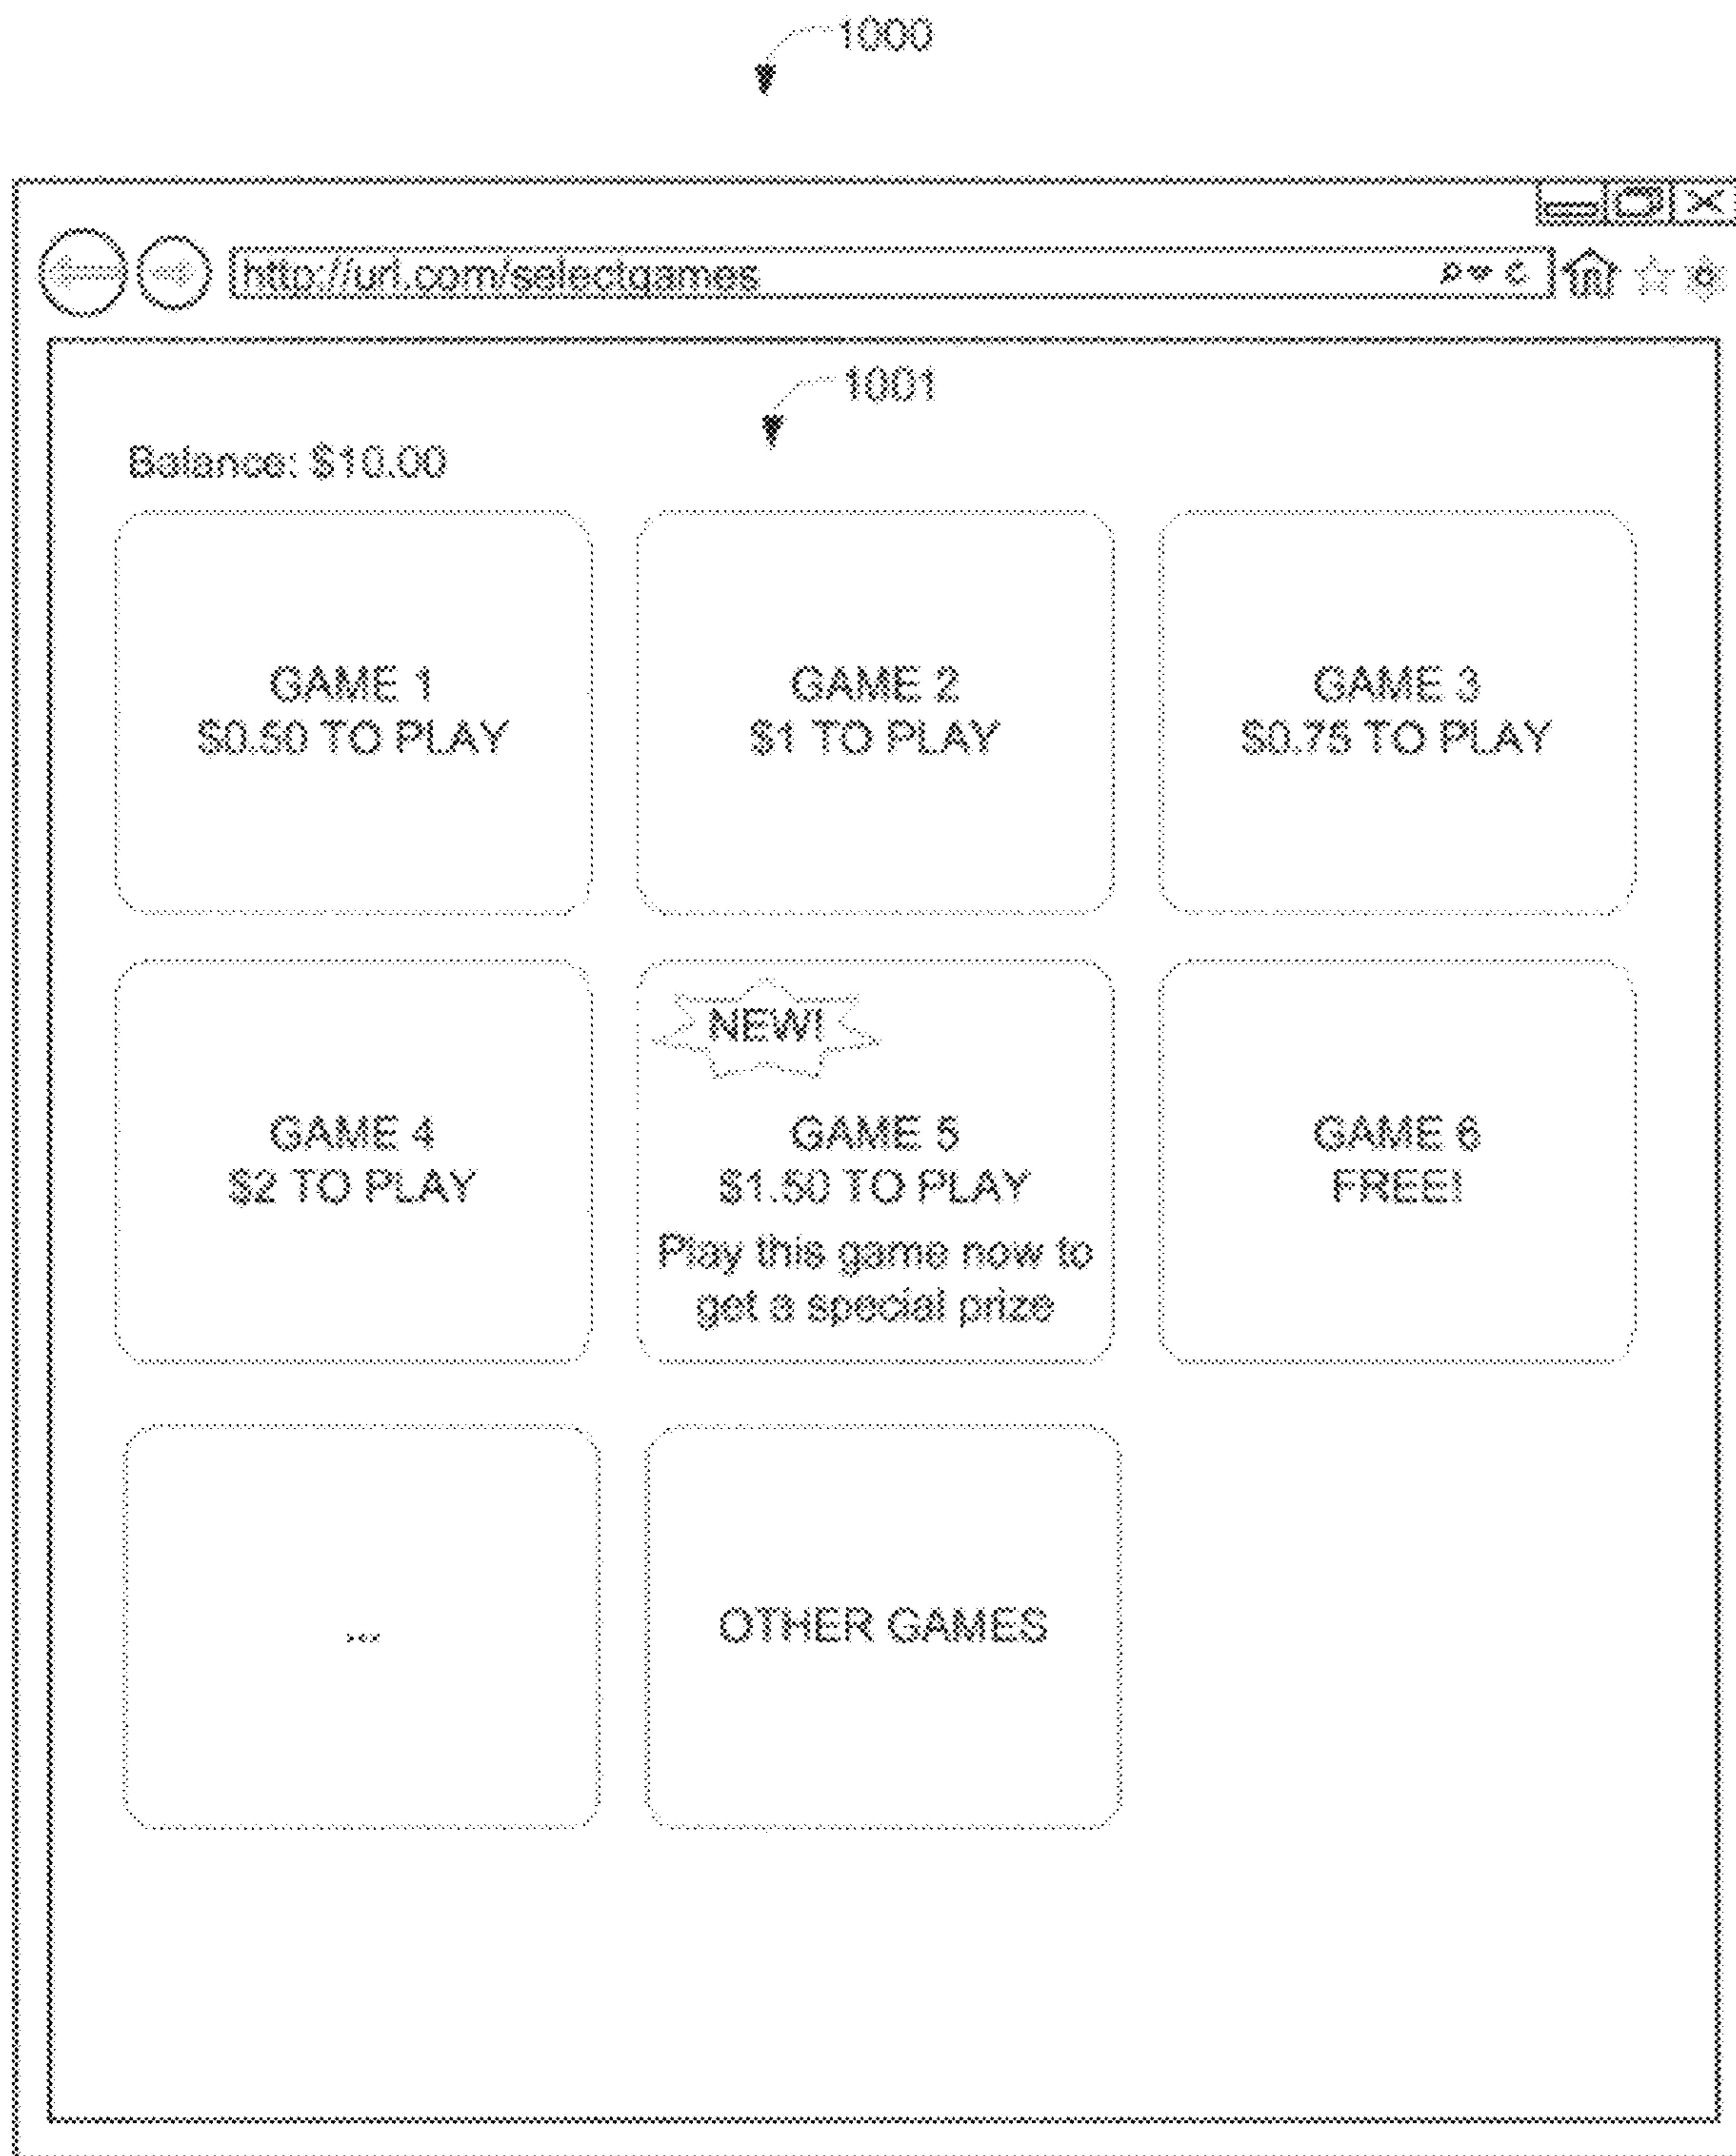 1000
http://url.com/selectgames
1001
Balance: $10.00
GAME 1
$0.50 TO PLAY
GAME 2
$1 TO PLAY
GAME 3
$0.75 TO PLAY
GAME 4
$2 TO PLAY
NEW!
GAME 5
$1.50 TO PLAY
Play this game now to
get a special prize
GAME 6
FREE!
...
OTHER GAMES